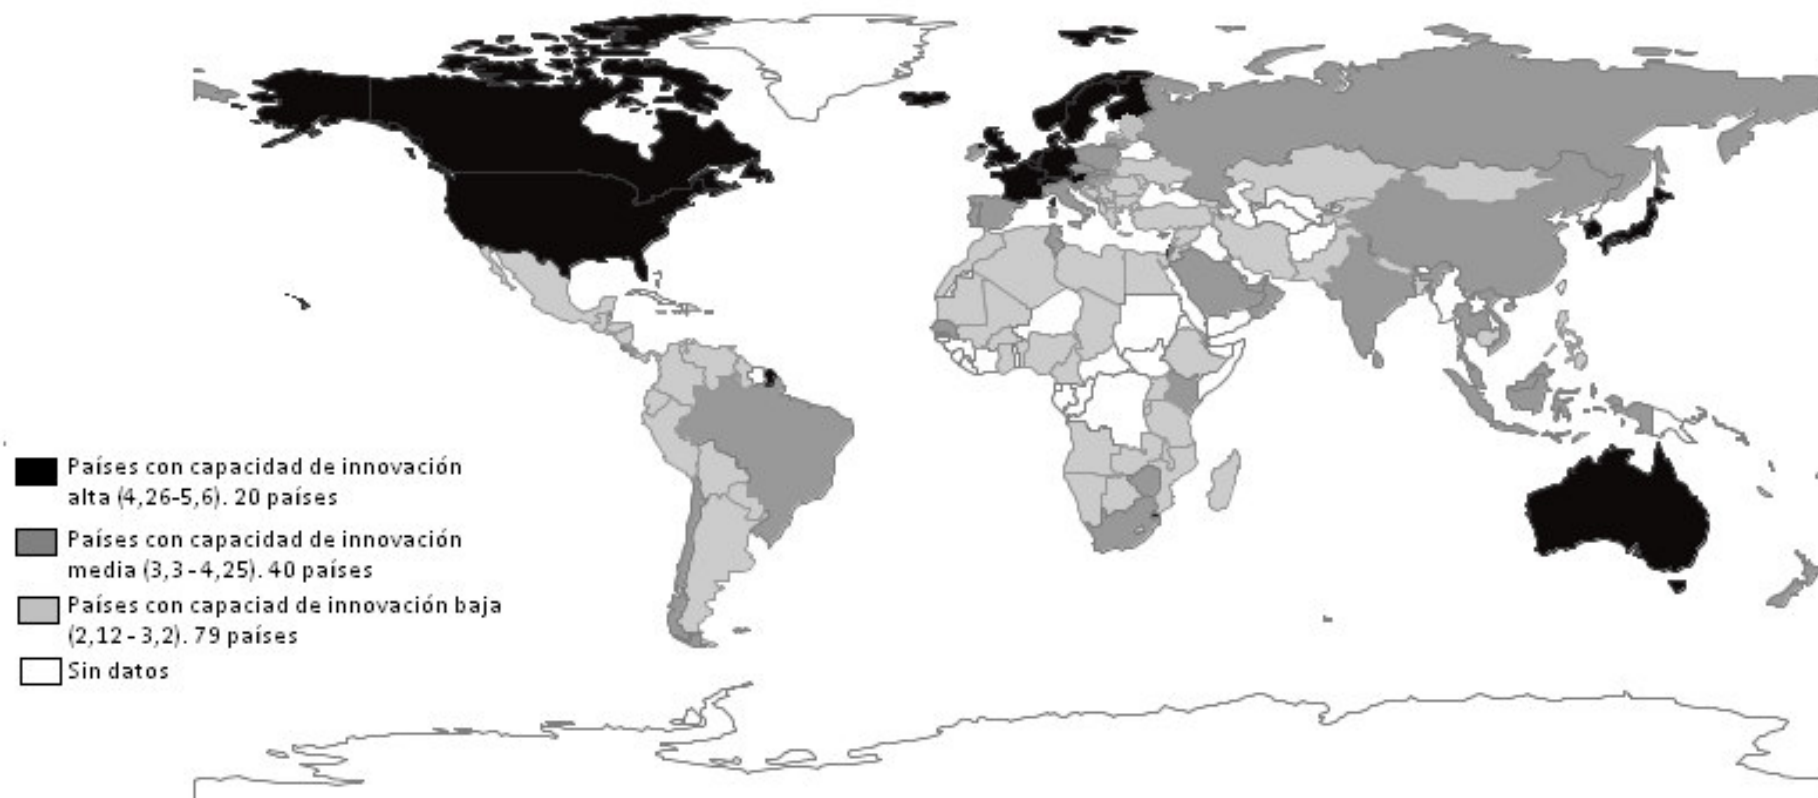 Países con capacidad de innovación
alta (4,26-5,6). 20 países
Países con capacidad de innovación
media (3,3-4,25). 40 países
Países con capaciad de innovación baja
(2,12-3,2). 79 países
Sin datos